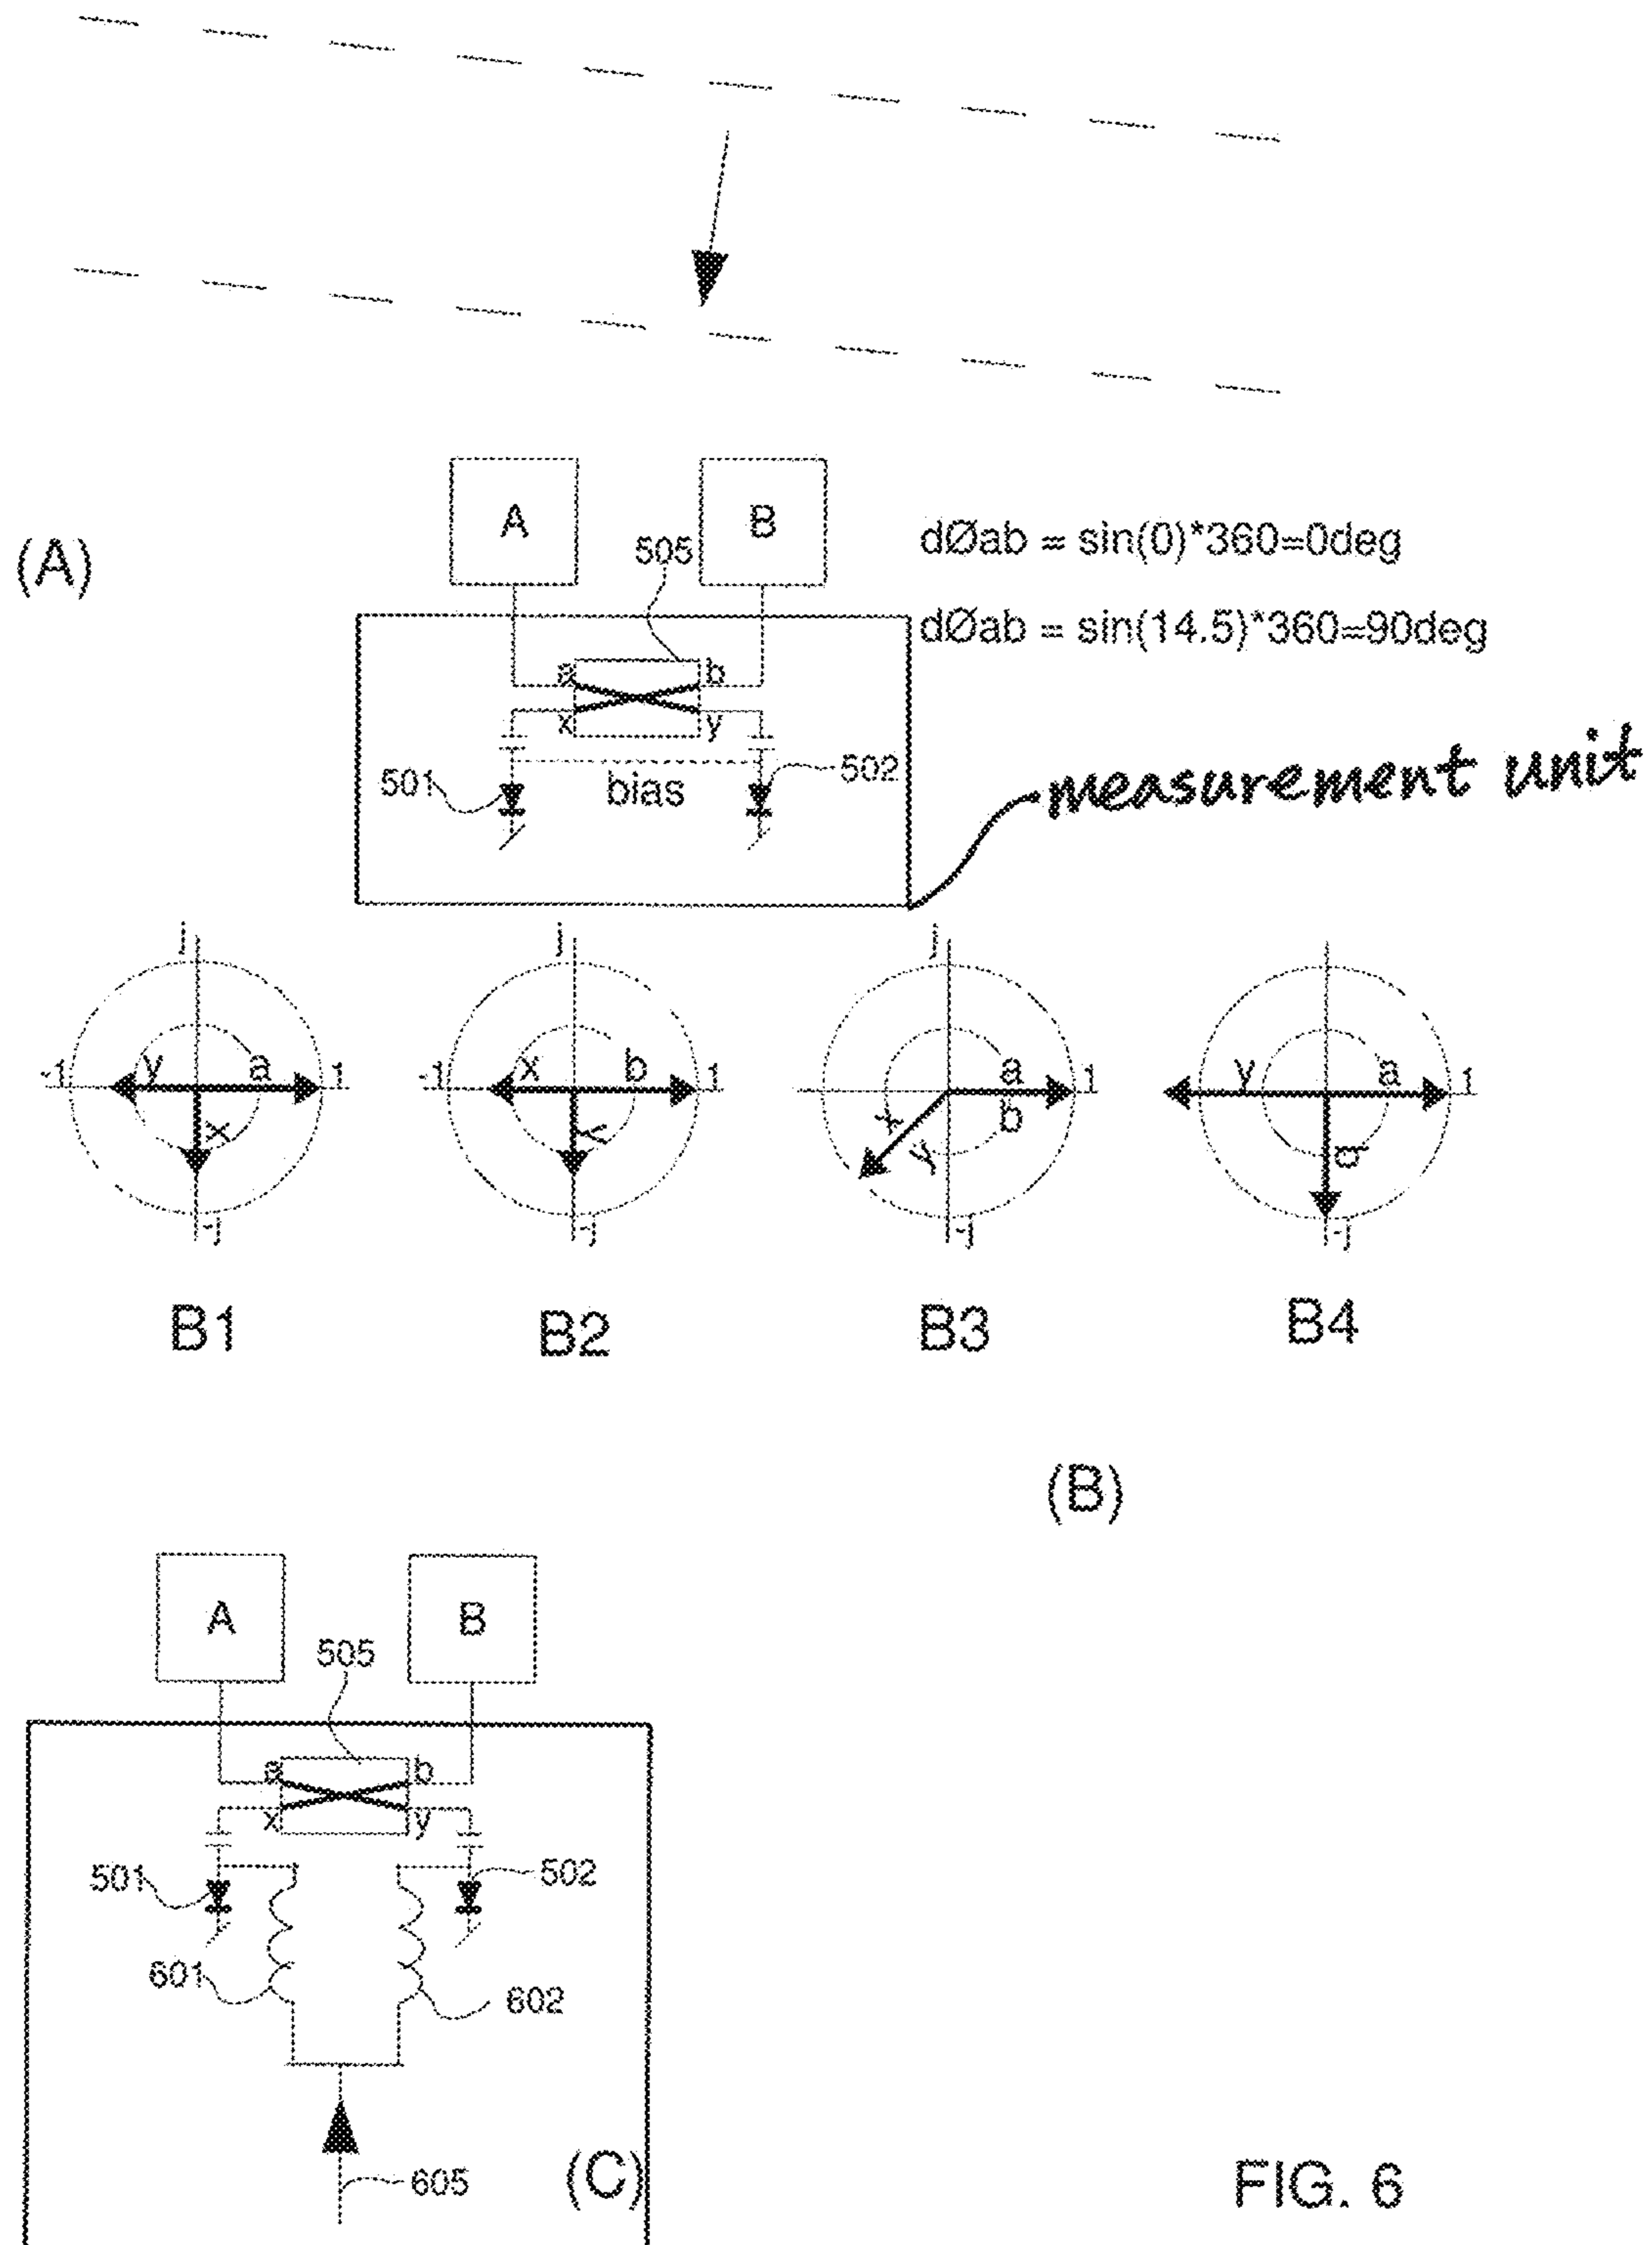 A
B
505
dØab = sin(0)*360=0deg
(A)
dØab = sin(14.5)*360=90deg
a
b
x
y
501
bias
502
measurement unit
j
j
j
-1
y
a
1
-1
x
b
1
a
1
y
a
1
x
y
x
y
b
b
-j
-j
-j
-j
B1
B2
B3
B4
(B)
A
B
505
a
b
x
y
501
502
601
602
605
(C)
FIG. 6